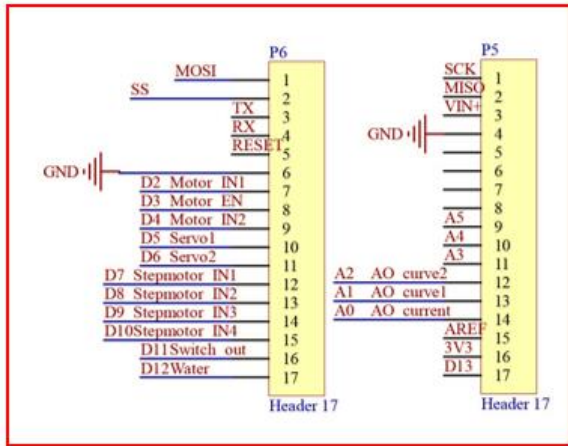 P6
MOSI 1
SS 2
TX 3
RX 4
RESET 5
GND 6
D2 Motor IN1 7
D3 Motor EN 8
D4 Motor IN2 9
D5 Servo1 10
D6 Servo2 11
D7 Stepmotor IN1 12
D8 Stepmotor IN2 13
D9 Stepmotor IN3 14
D10Stepmotor IN4 15
D11Switch out 16
D12Water 17
Header 17
P5
SCK 1
MISO 2
VIN+ 3
GND 4
5
6
7
8
A5 9
A4 10
A3 11
A2 AO curve2 12
A1 AO curve1 13
A0 AO current 14
AREF 15
3V3 16
D13 17
Header 17